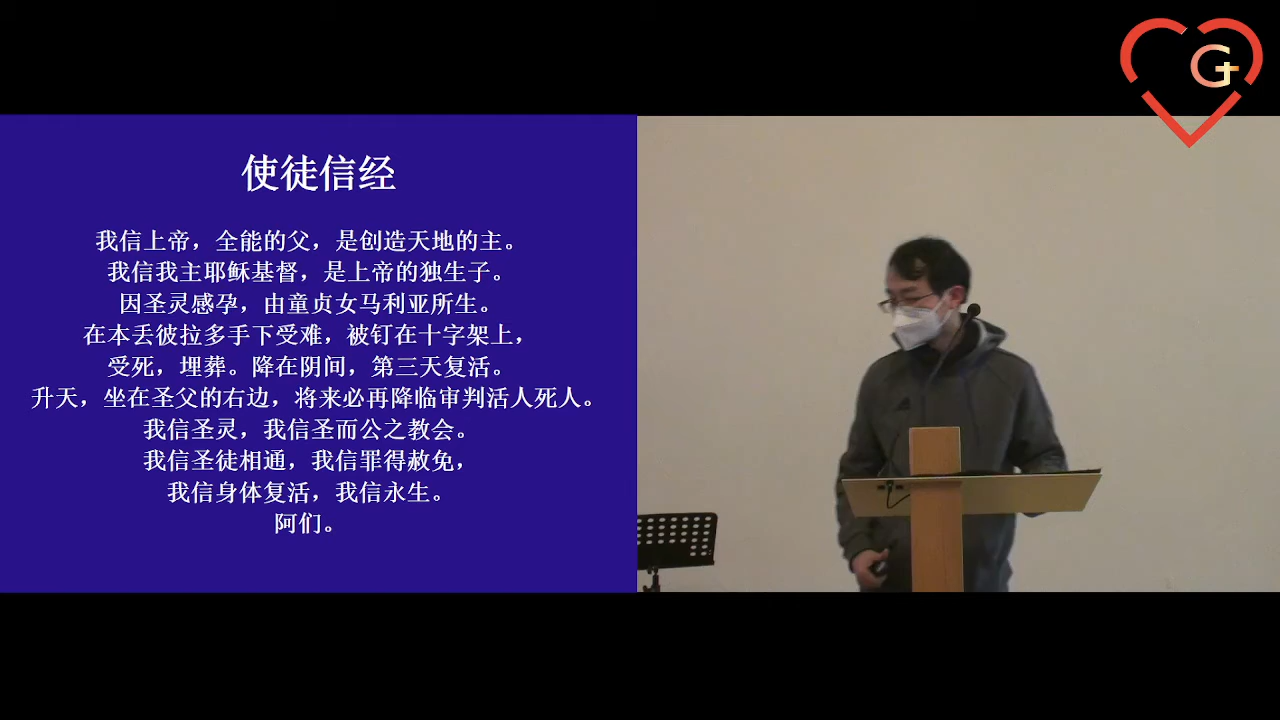 使徒信经
我信上帝，全能的父，是创造天地的主。
我信我主耶稣基督，是上帝的独生子。
因圣灵感孕，由童贞女马利亚所生。
在本丢彼拉多手下受难，被钉在十字架上，
受死，埋葬。降在阴间，第三天复活。
升天，坐在圣父的右边，将来必再降临审判活人死人。
我信圣灵，我信圣而公之教会。
我信圣徒相通，我信罪得赦免，
我信身体复活，我信永生。
阿们。
G